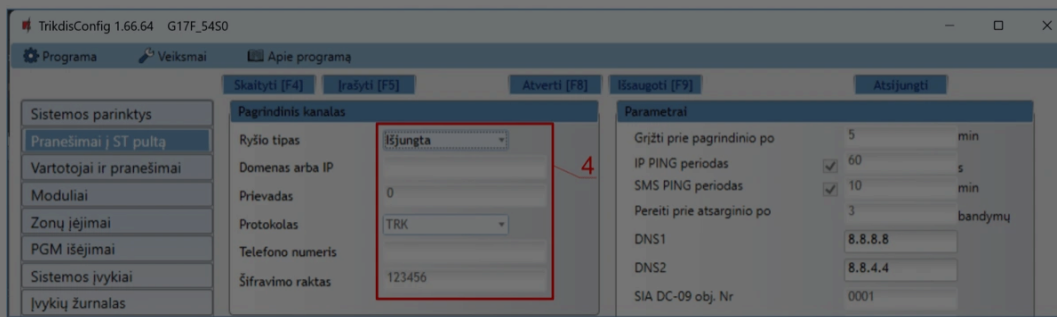 TrikdisConfig 1.66.64 G17F_54S0
Programa Veiksmai Apie programą
Skaityti [F4] Įrašyti [F5] Atverti [F8] Išsaugoti [F9] Atsijungti
Sistemos parinktys
Pranešimai į ST pultą
Vartotojai ir pranešimai
Moduliai
Zonų įėjimai
PGM išėjimai
Sistemos įvykiai
Įvykių žurnalas
Pagrindinis kanalas
Ryšio tipas Išjungta
Domenas arba IP
Prievadas 0
Protokolas TRK
Telefono numeris
Šifravimo raktas 123456
4
Parametrai
Grįžti prie pagrindinio po 5 min
IP PING periodas 60 s
SMS PING periodas 10 min
Pereiti prie atsarginio po 3 bandymų
DNS1 8.8.8.8
DNS2 8.8.4.4
SIA DC-09 obj. Nr 0001